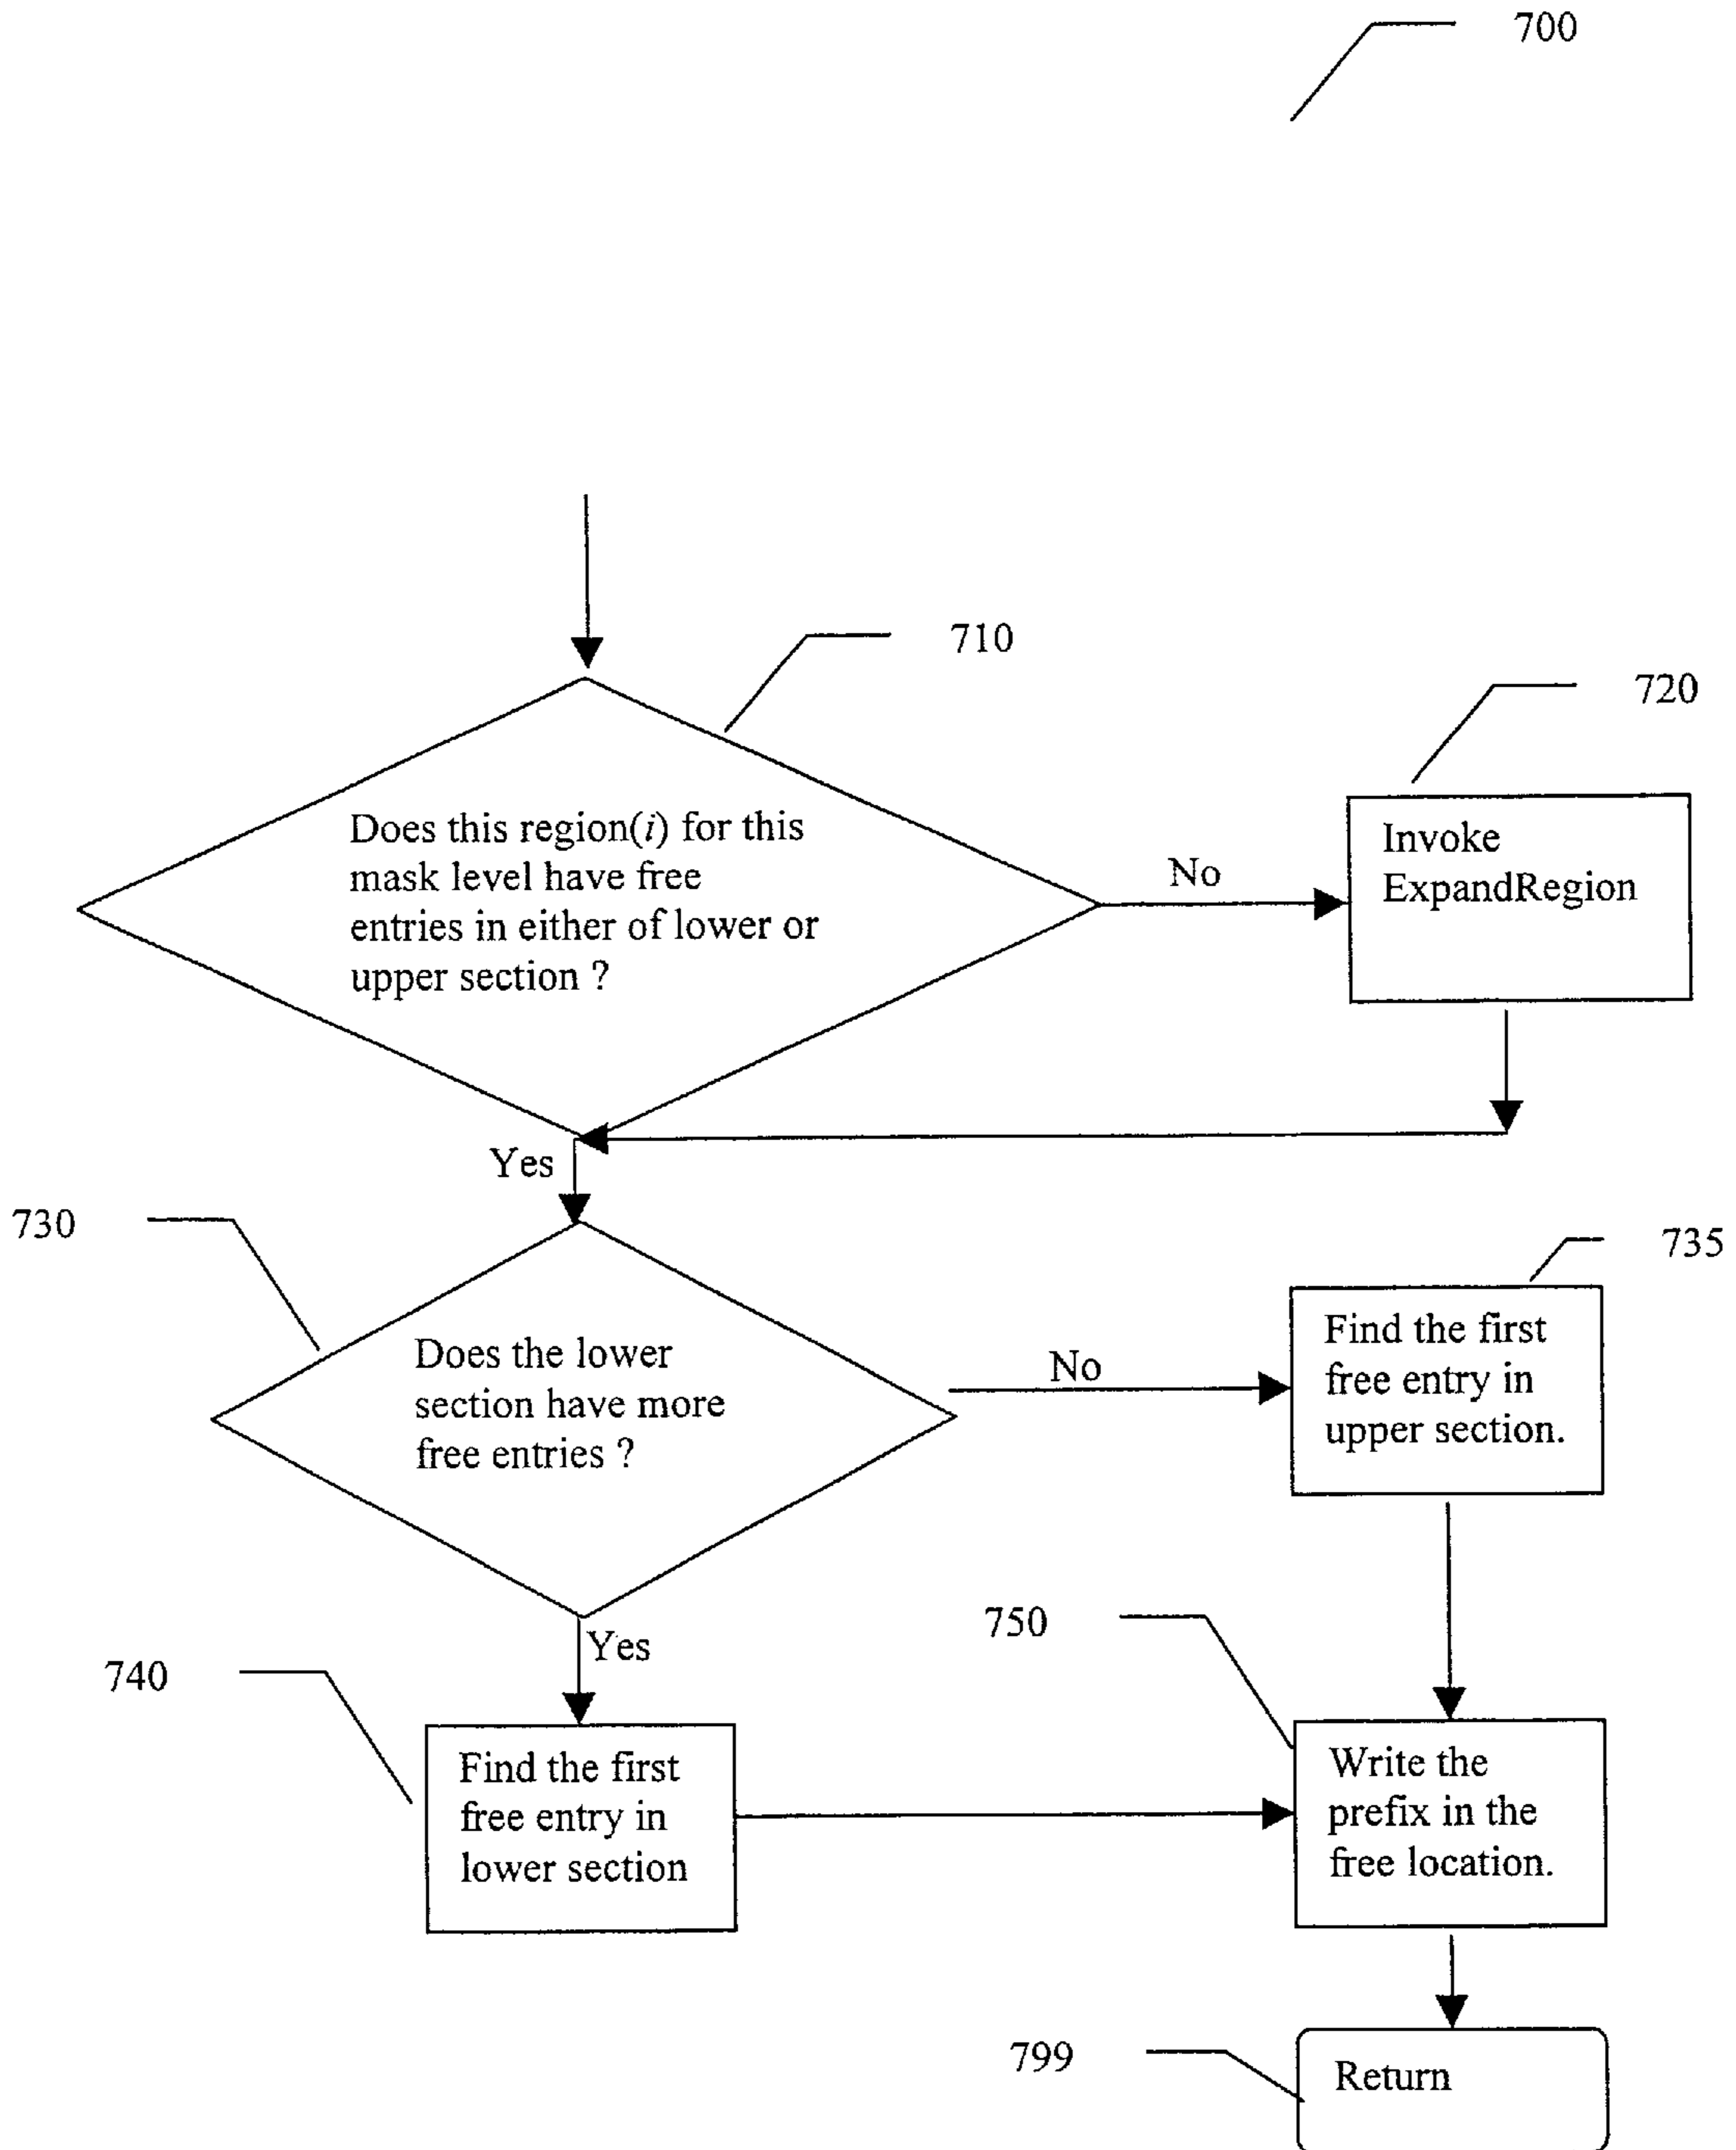 700
710
720
Does this region(i) for this
mask level have free
entries in either of lower or
upper section ?
No
Invoke
ExpandRegion
Yes
730
735
Does the lower
section have more
free entries ?
No
Find the first
free entry in
upper section.
Yes
740
750
Find the first
free entry in
lower section
Write the
prefix in the
free location.
799
Return